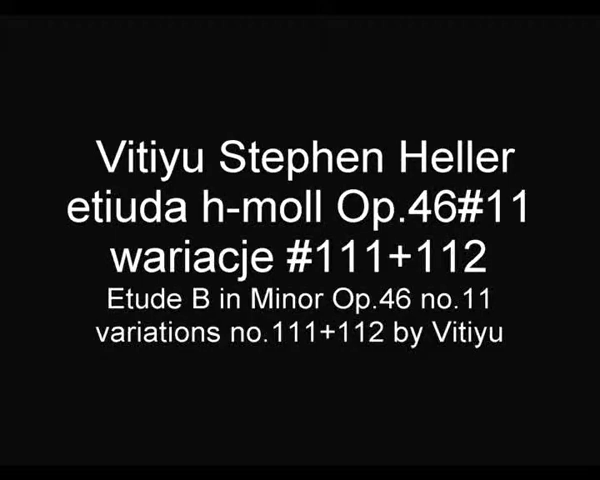 Vitiyu Stephen Heller
etiuda h-moll Op.46#11
wariacje #111+112
Etude B in Minor Op.46 no.11
variations no.111+112 by Vitiyu